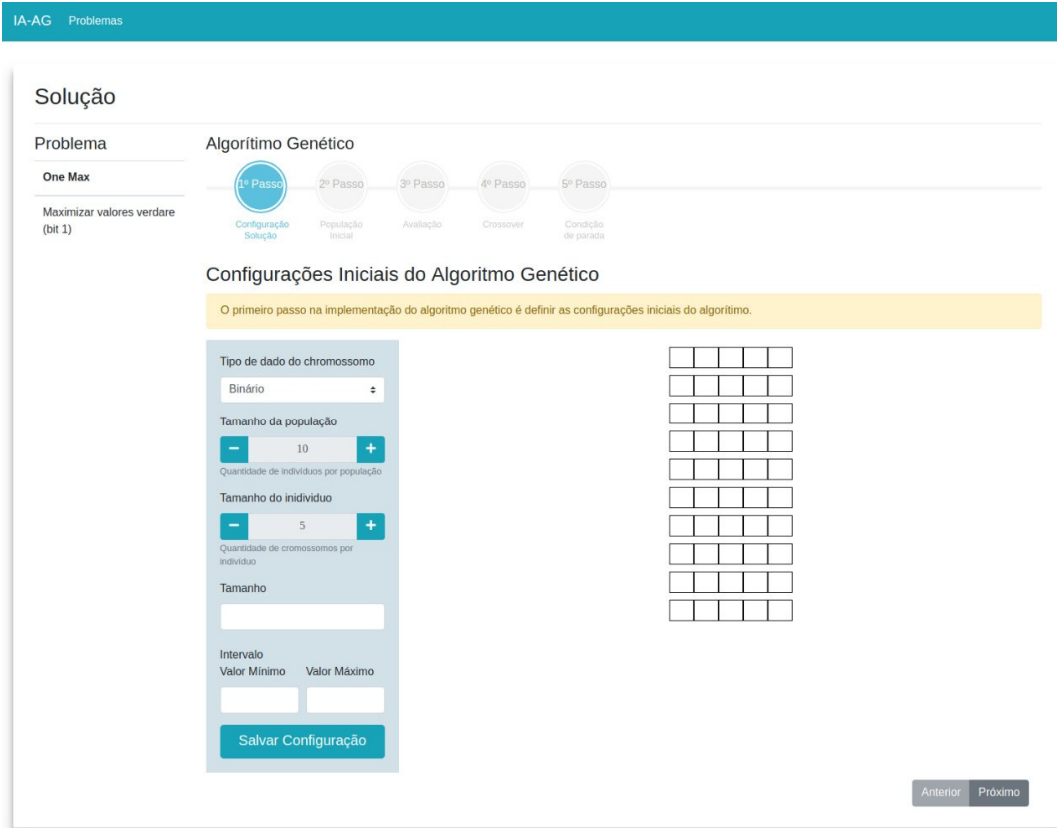 IA-AG Problemas
Solução
Problema
One Max
Maximizar valores verdare
(bit 1)
Algorítimo Genético
1º Passo 2º Passo 3º Passo 4º Passo 5º Passo
Configuração
Solução
População
Inicial
Avaliação
Crossover
Condição
de parada
Configurações Iniciais do Algoritmo Genético
O primeiro passo na implementação do algoritmo genético é definir as configurações iniciais do algorítimo.
Tipo de dado do chromossomo
Binário
Tamanho da população
− 10 +
Quantidade de indivíduos por população
Tamanho do inidividuo
− 5 +
Quantidade de cromossomos por
indivíduo
Tamanho
Intervalo
Valor Mínimo Valor Máximo
Salvar Configuração
Anterior Próximo